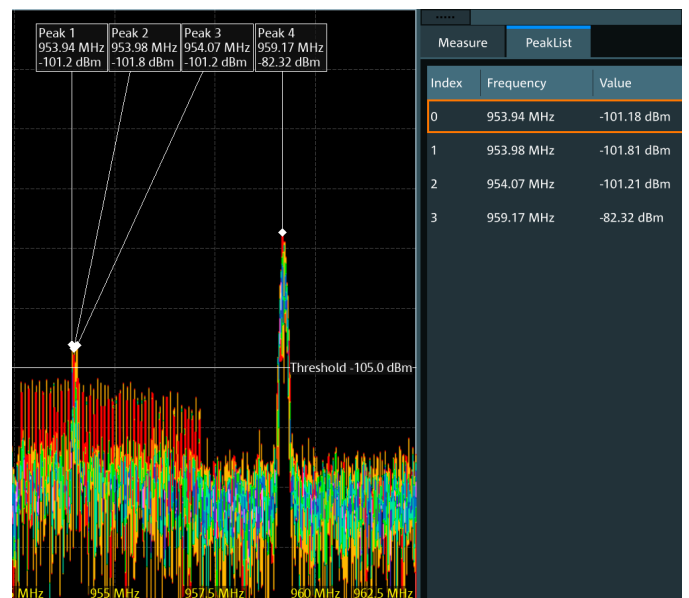 Peak 1
953.94 MHz
-101.2 dBm
Peak 2
953.98 MHz
-101.8 dBm
Peak 3
954.07 MHz
-101.2 dBm
Peak 4
959.17 MHz
-82.32 dBm
Threshold -105.0 dBm
MHz
955 MHz
957.5 MHz
960 MHz
962.5 MHz
Measure
PeakList
Index Frequency Value
0 953.94 MHz -101.18 dBm
1 953.98 MHz -101.81 dBm
2 954.07 MHz -101.21 dBm
3 959.17 MHz -82.32 dBm